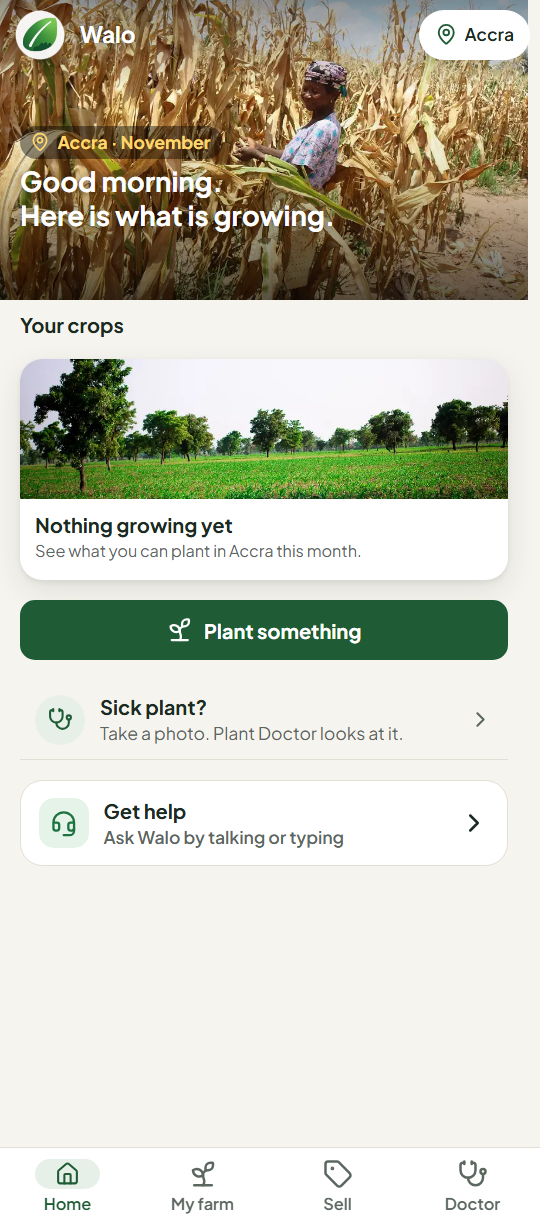 Walo
Accra
Accra · November
Good morning.
Here is what is growing.
Your crops
Nothing growing yet
See what you can plant in Accra this month.
Plant something
Sick plant?
Take a photo. Plant Doctor looks at it.
Get help
Ask Walo by talking or typing
Home
My farm
Sell
Doctor